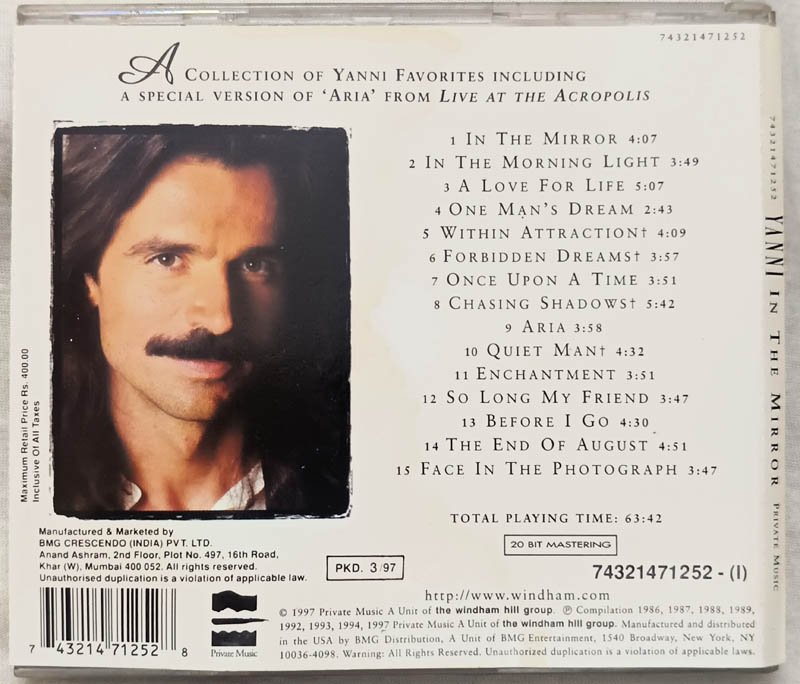 74321471252
A COLLECTION OF YANNI FAVORITES INCLUDING
A SPECIAL VERSION OF 'ARIA' FROM LIVE AT THE ACROPOLIS
1 IN THE MIRROR 4:07
2 IN THE MORNING LIGHT 3:49
3 A LOVE FOR LIFE 5:07
4 ONE MAN'S DREAM 2:43
5 WITHIN ATTRACTION† 4:09
6 FORBIDDEN DREAMS† 3:57
7 ONCE UPON A TIME 3:51
8 CHASING SHADOWS† 5:42
9 ARIA 3:58
10 QUIET MAN† 4:32
11 ENCHANTMENT 3:51
12 SO LONG MY FRIEND 3:47
13 BEFORE I GO 4:30
14 THE END OF AUGUST 4:51
15 FACE IN THE PHOTOGRAPH 3:47
TOTAL PLAYING TIME: 63:42
20 BIT MASTERING
Maximum Retail Price Rs. 400.00
Inclusive Of All Taxes
Manufactured & Marketed by
BMG CRESCENDO (INDIA) PVT. LTD.
Anand Ashram, 2nd Floor, Plot No. 497, 16th Road,
Khar (W), Mumbai 400 052. All rights reserved.
Unauthorised duplication is a violation of applicable law.
PKD. 3/97
74321471252 - (I)
http://www.windham.com
© 1997 Private Music A Unit of the windham hill group. ℗ Compilation 1986, 1987, 1988, 1989,
1992, 1993, 1994, 1997 Private Music A Unit of the windham hill group. Manufactured and distributed
in the USA by BMG Distribution, A Unit of BMG Entertainment, 1540 Broadway, New York, NY
10036-4098. Warning: All Rights Reserved. Unauthorized duplication is a violation of applicable laws.
7 43214 71252 8
Private Music
74321471252 YANNI IN THE MIRROR PRIVATE MUSIC